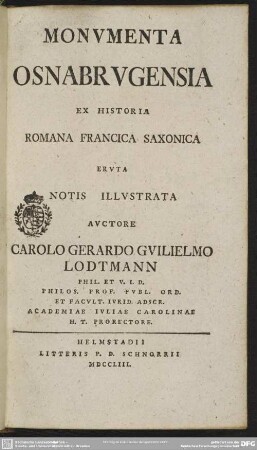 MONVMENTA
OSNABRVGENSIA
EX HISTORIA
ROMANA FRANCICA SAXONICA
ERVTA
NOTIS ILLVSTRATA
AVCTORE
CAROLO GERARDO GVILIELMO
LODTMANN
PHIL. ET V. I. D.
PHILOS. PROF. PVBL. ORD.
ET FACVLT. IVRID. ADSCR.
ACADEMIAE IVLIAE CAROLINAE
H. T. PRORECTORE.
HELMSTADII
LITTERIS P. D. SCHNORRII
MDCCLIII.
DFG